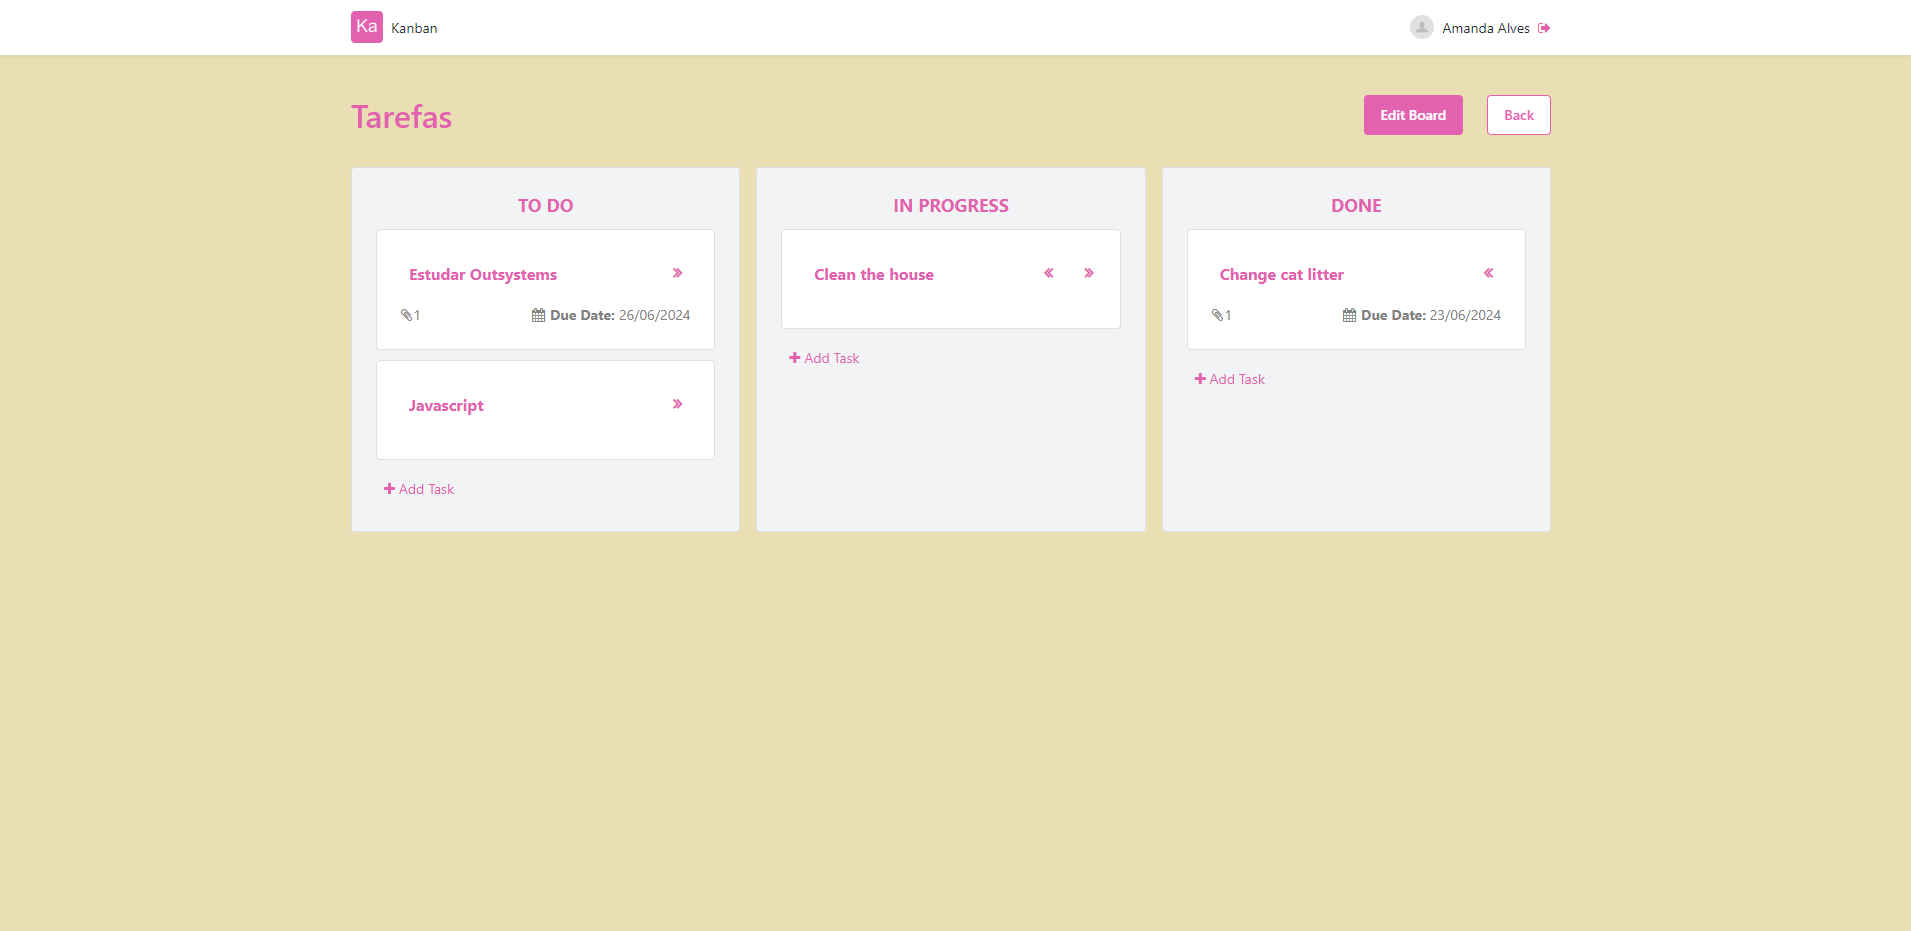 Ka Kanban
Amanda Alves
Tarefas
Edit Board
Back
TO DO
Estudar Outsystems
1
Due Date: 26/06/2024
Javascript
Add Task
IN PROGRESS
Clean the house
Add Task
DONE
Change cat litter
1
Due Date: 23/06/2024
Add Task